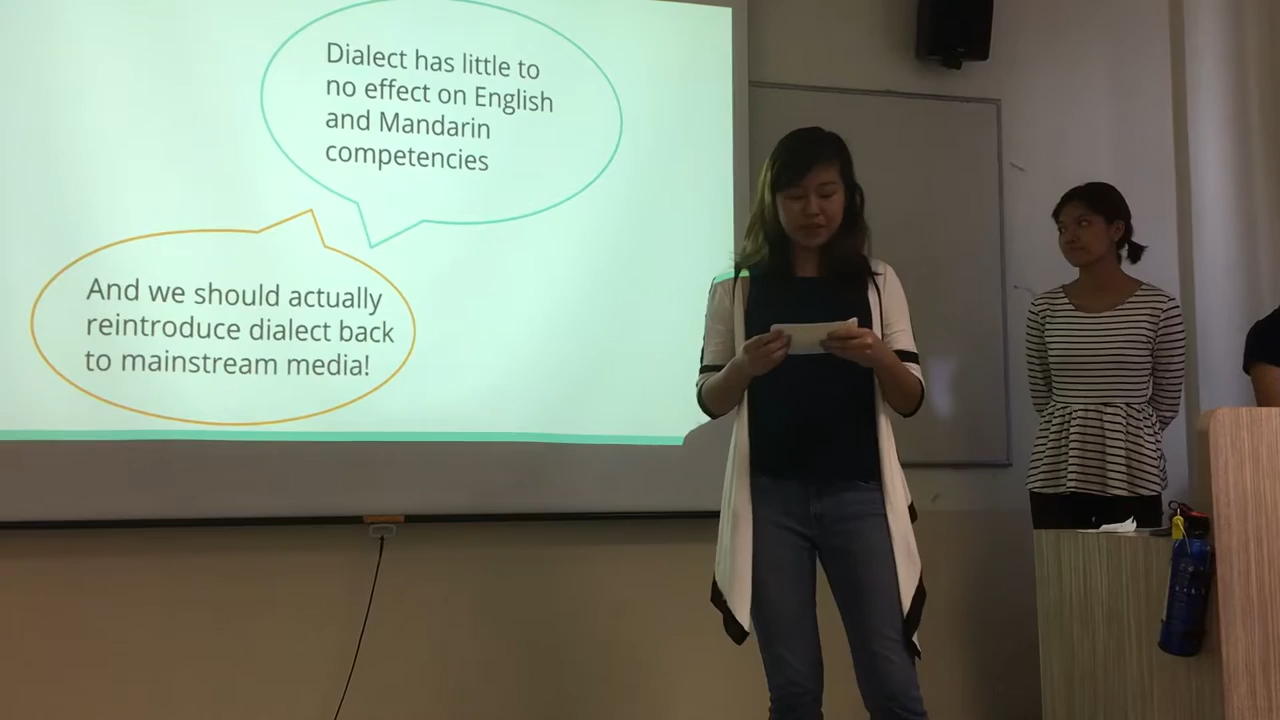 Dialect has little to
no effect on English
and Mandarin
competencies
And we should actually
reintroduce dialect back
to mainstream media!